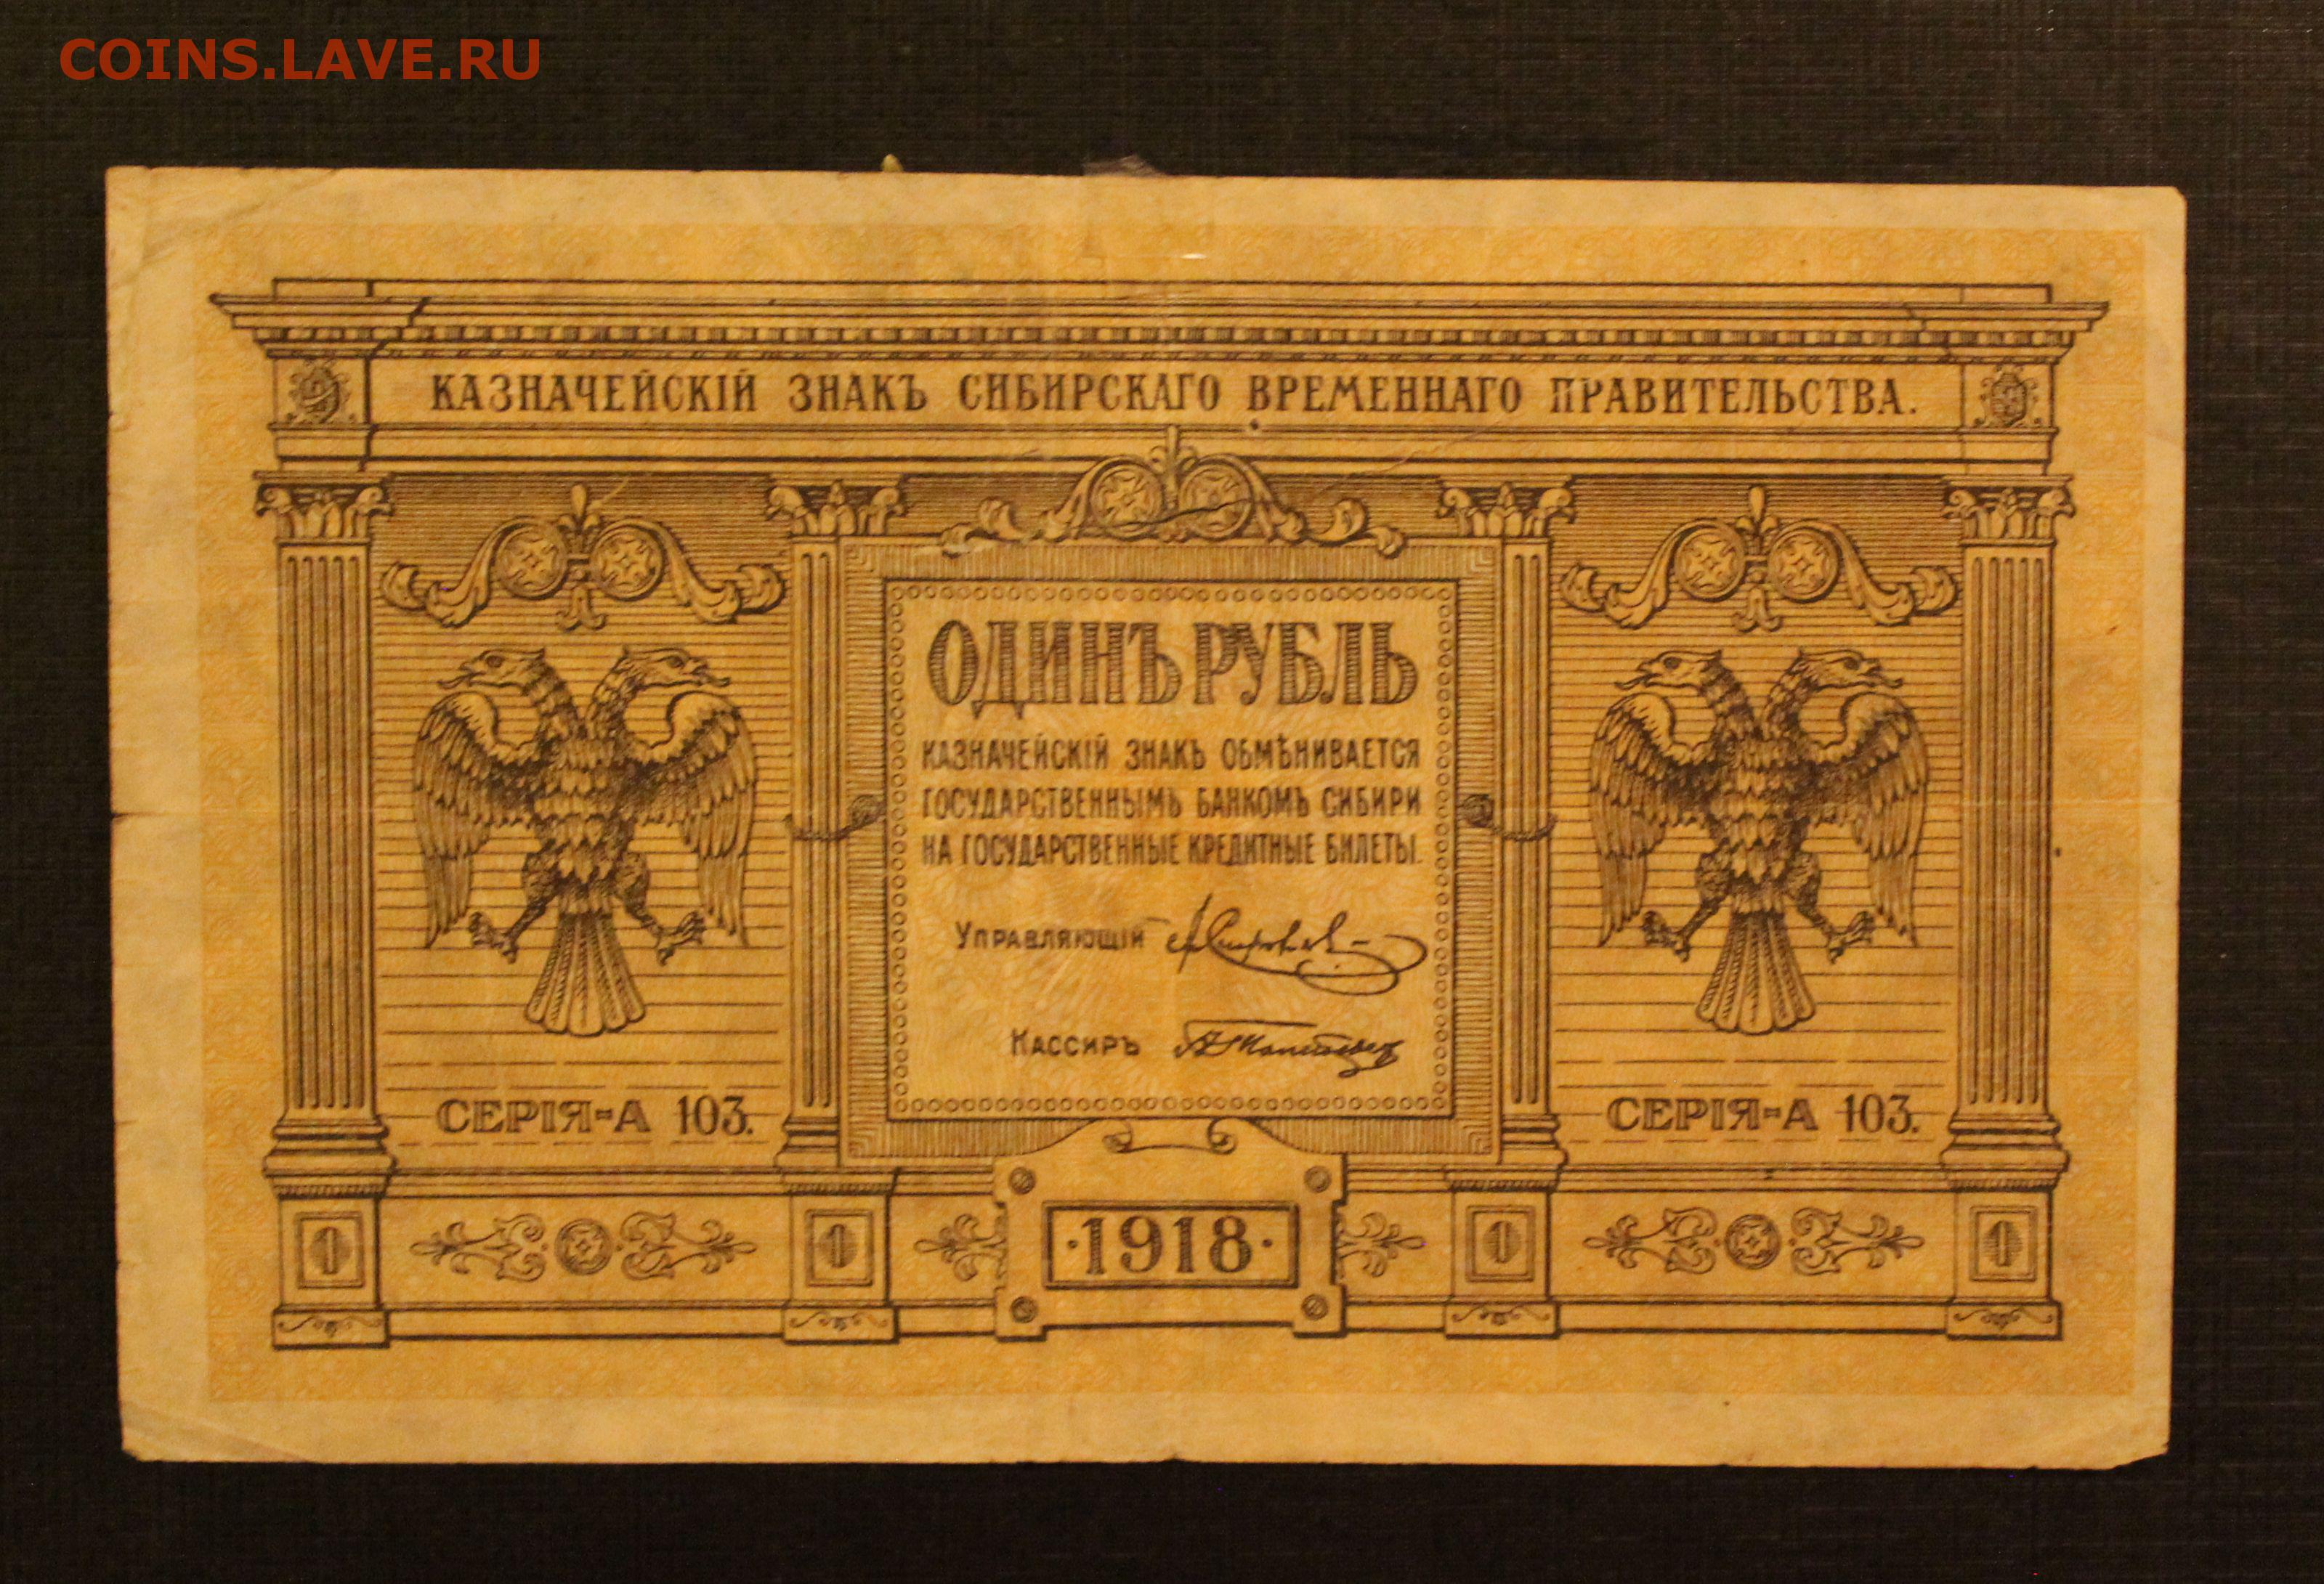 COINS.LAVE.RU
КАЗНАЧЕЙСКІЙ ЗНАКЪ СИБИРСКАГО ВРЕМЕННАГО ПРАВИТЕЛЬСТВА.
ОДИНЪ РУБЛЬ
КАЗНАЧЕЙСКІЙ ЗНАКЪ ОБМѢНИВАЕТСЯ
ГОСУДАРСТВЕННЫМЪ БАНКОМЪ СИБИРИ
НА ГОСУДАРСТВЕННЫЕ КРЕДИТНЫЕ БИЛЕТЫ.
УПРАВЛЯЮЩІЙ
КАССИРЪ
СЕРІЯ-А 103.
СЕРІЯ-А 103.
1 1 ·1918· 1 1